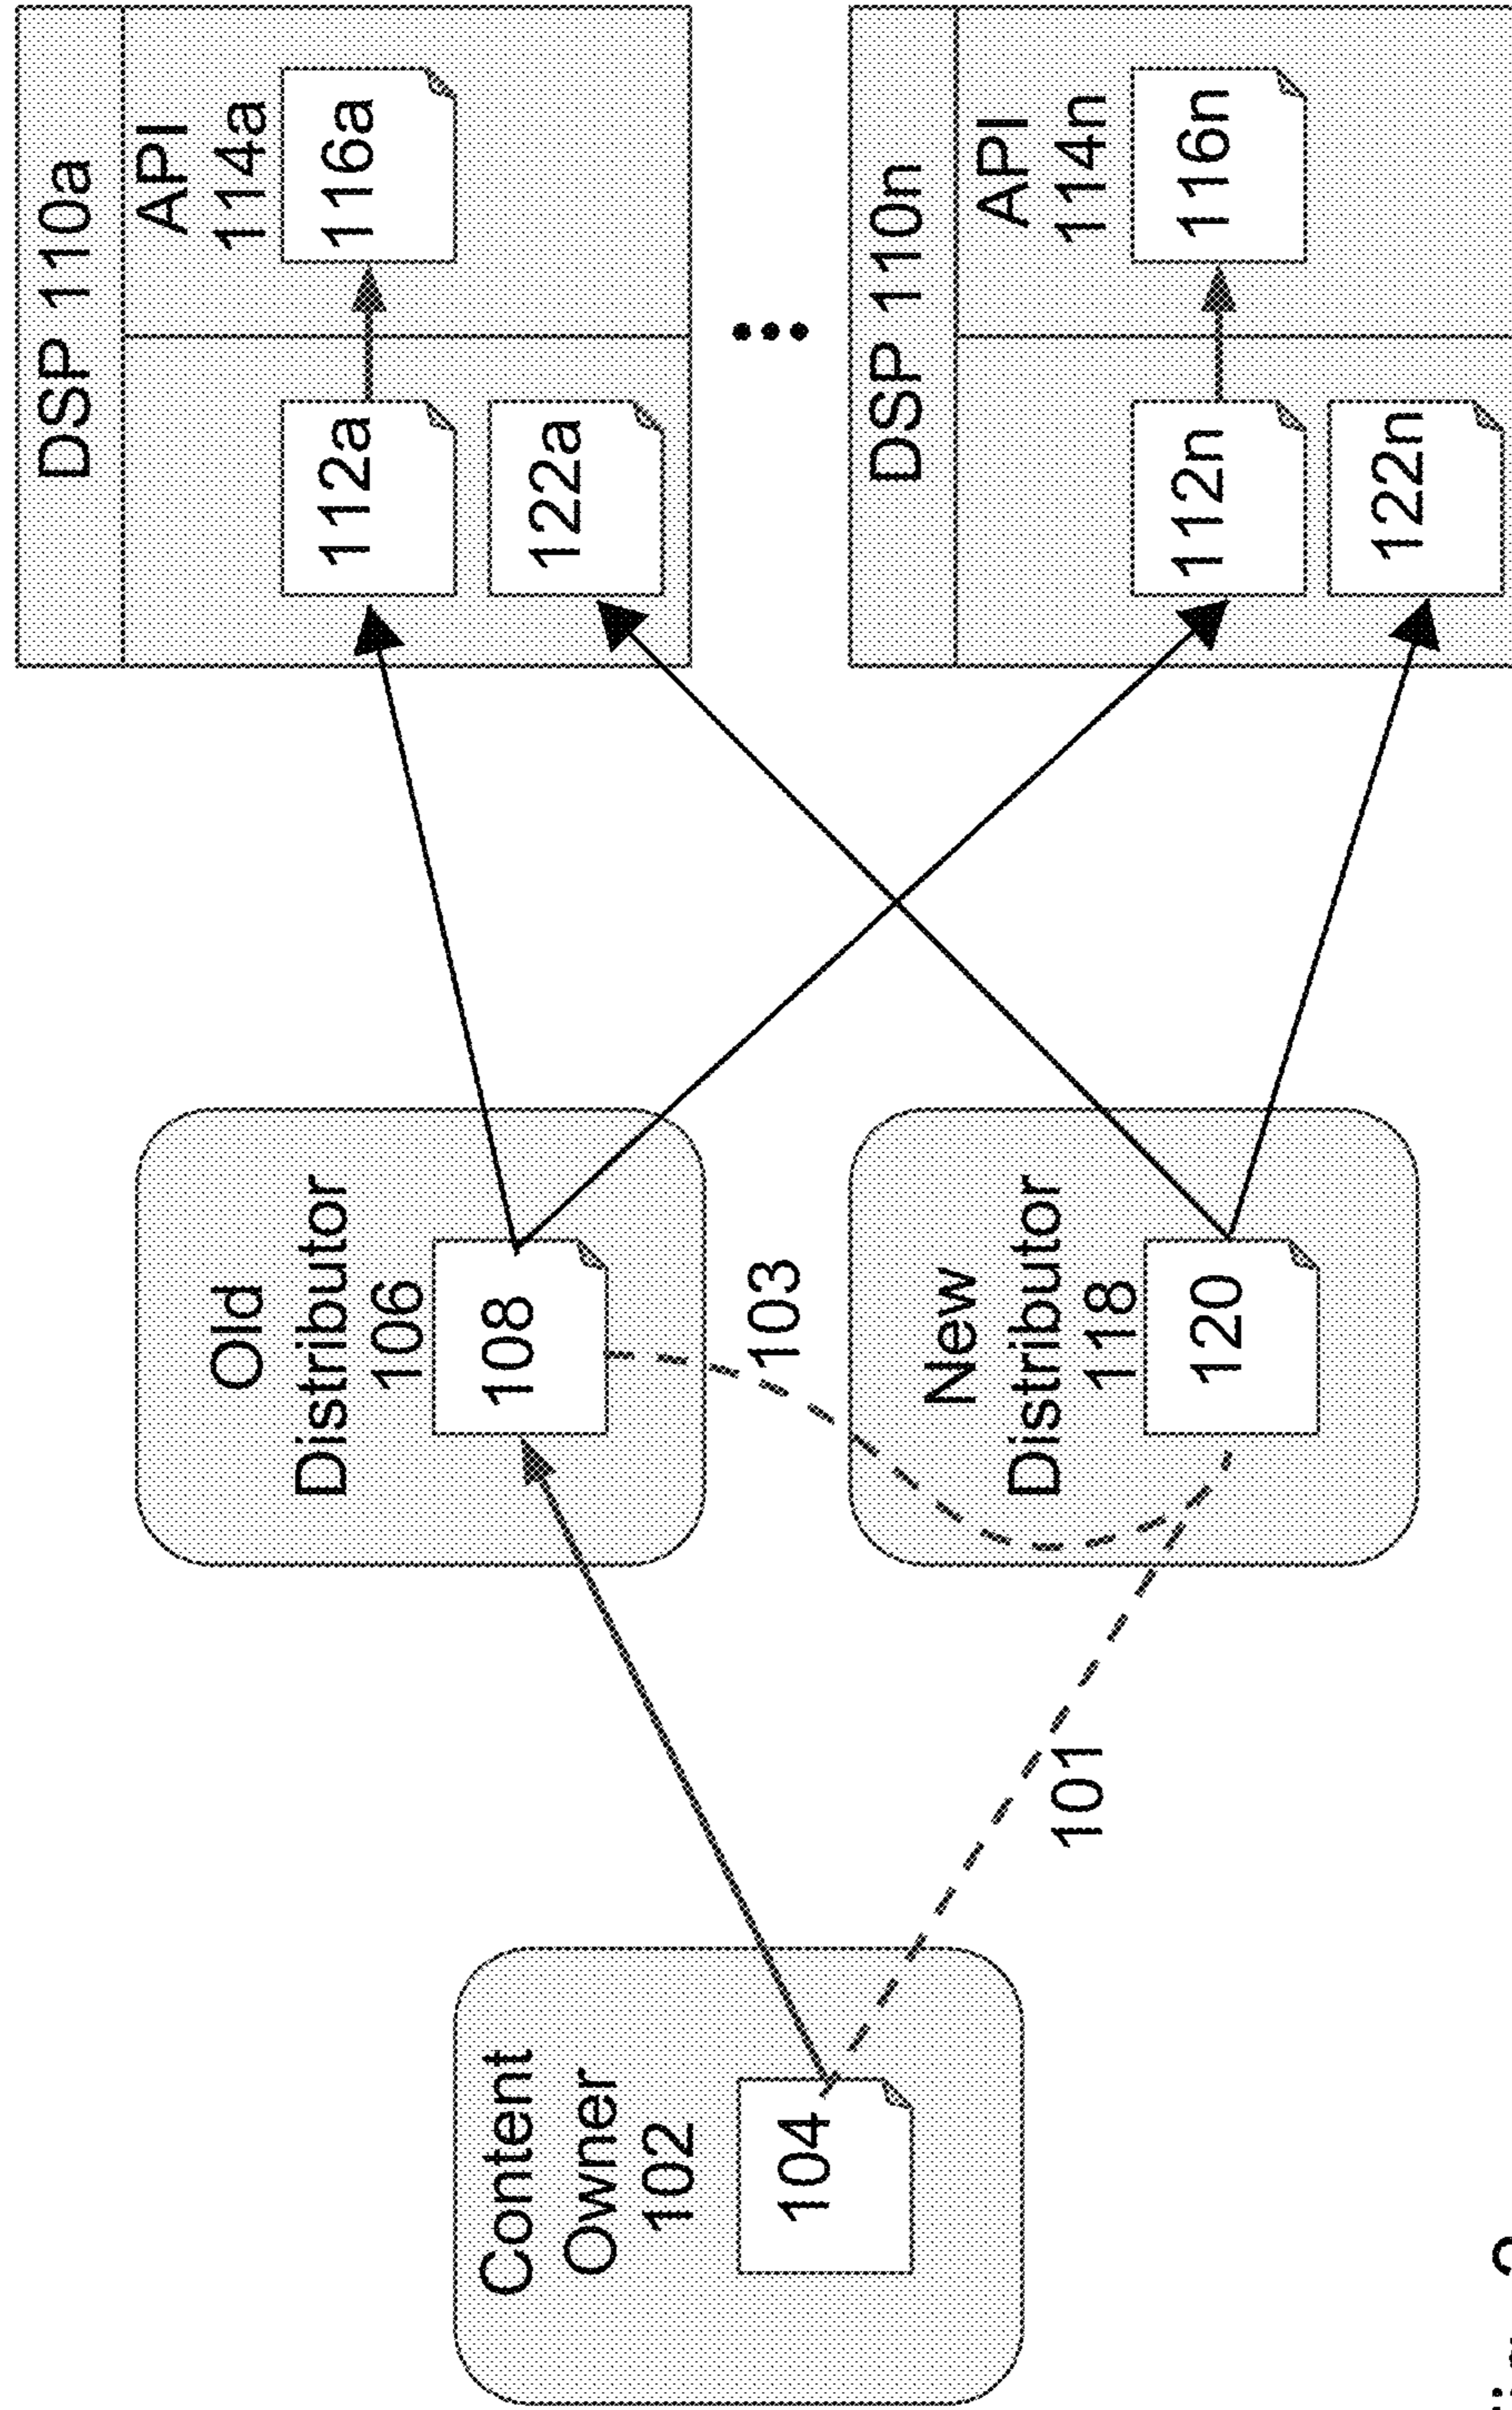 Content
Owner
102
104
101
Old
Distributor
106
108
103
New
Distributor
118
120
DSP 110a
112a
122a
API
114a
116a
DSP 110n
112n
122n
API
114n
116n